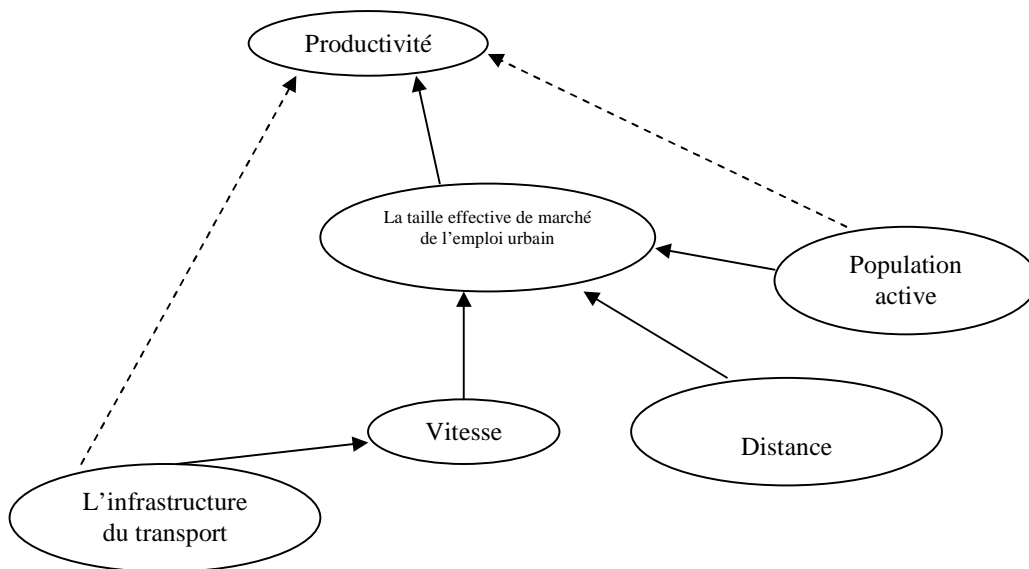 Productivité
La taille effective de marché
de l’emploi urbain
Population
active
Vitesse
Distance
L’infrastructure
du transport